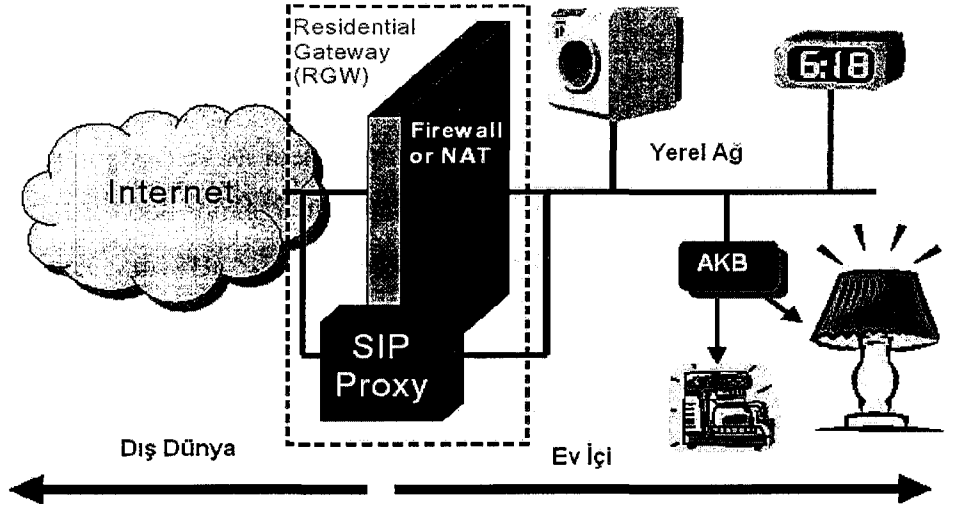 Residential
Gateway
(RGW)
Firewall
or NAT
Internet
SIP
Proxy
6:18
Yerel Ağ
AKB
Dış Dünya
Ev İçi